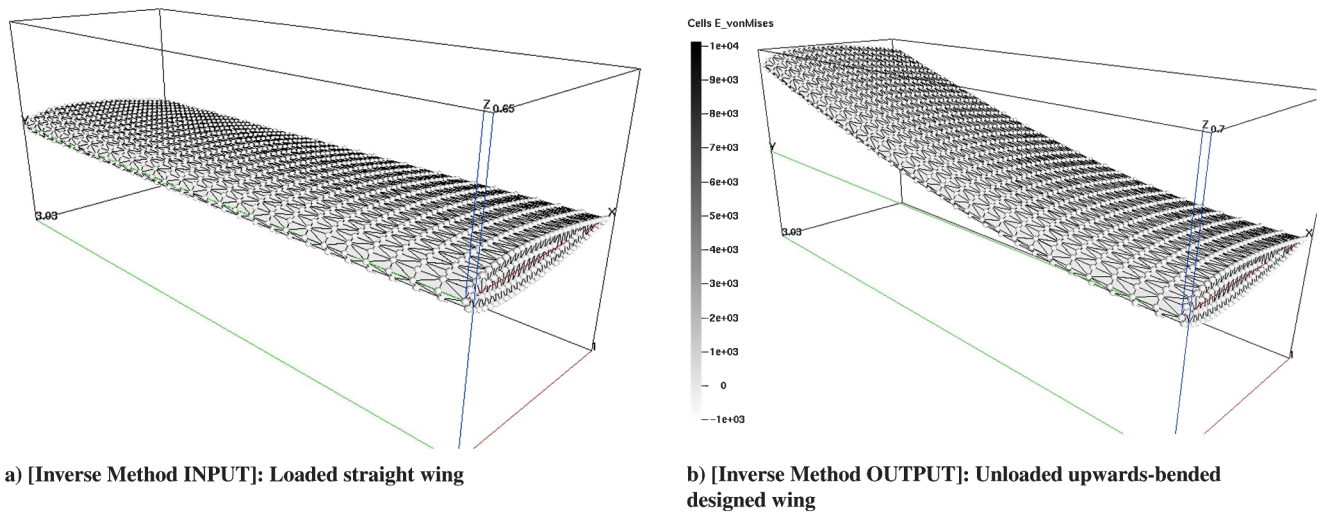 Z 0.65
Y
X
3.03
1
a) [Inverse Method INPUT]: Loaded straight wing
Cells E_vonMises
1e+04
9e+03
8e+03
7e+03
6e+03
5e+03
4e+03
3e+03
2e+03
1e+03
0
-1e+03
Z 0.7
Y
X
3.03
1
b) [Inverse Method OUTPUT]: Unloaded upwards-bended
designed wing